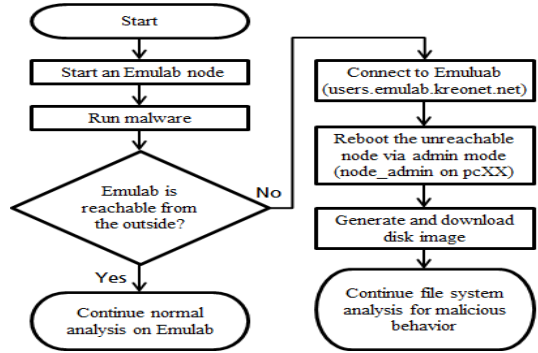 Start
Start an Emulab node
Run malware
Emulab is
reachable from
the outside?
No
Yes
Continue normal
analysis on Emulab
Connect to Emuluab
(users.emulab.kreonet.net)
Reboot the unreachable
node via admin mode
(node_admin on pcXX)
Generate and download
disk image
Continue file system
analysis for malicious
behavior